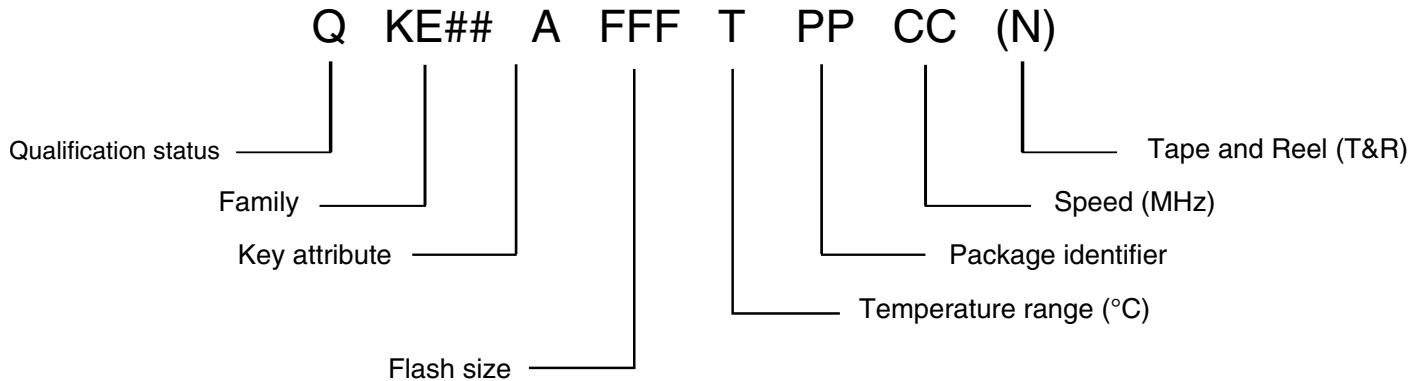 Q KE## A FFF T PP CC (N)
Qualification status
Tape and Reel (T&R)
Family
Speed (MHz)
Key attribute
Package identifier
Temperature range (°C)
Flash size